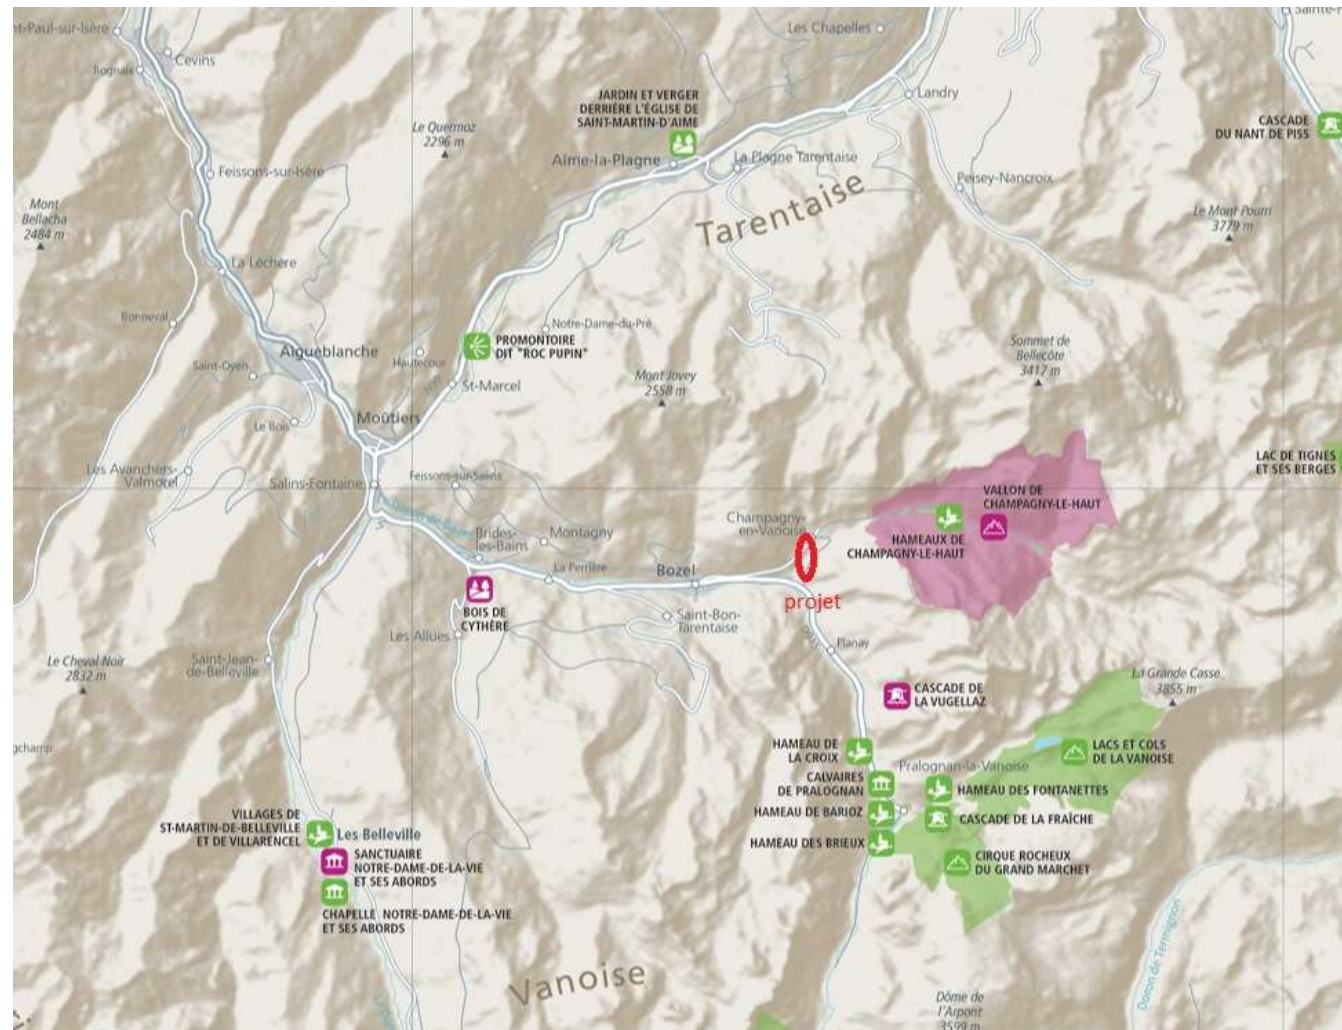 nt-Paul-sur-Isère
Cevins
Rognaix
Les Chapelles
Landry
JARDIN ET VERGER
DERRIÈRE L'ÉGLISE DE
SAINT-MARTIN-D'AIME
CASCADE
DU NANT DE PISS
Le Quermoz
2296 m
Aime-la-Plagne
La Plagne Tarentaise
Feissons-sur-Isère
Peisey-Nancroix
Mont
Bellacha
2484 m
Tarentaise
Le Mont Pourri
3779 m
La Léchère
Bonneval
Notre-Dame-du-Pré
PROMONTOIRE
DIT "ROC PUPIN"
Aigueblanche
Hautecour
Saint-Oyen
St-Marcel
Mont Jovey
2558 m
Sommet de
Bellecôte
3417 m
Le Bois
Moûtiers
Les Avanchers-
Valmorel
Salins-Fontaine
Feissons-sur-Salins
LAC DE TIGNES
ET SES BERGES
VALLON DE
CHAMPAGNY-LE-HAUT
Champagny-
en-Vanoise
HAMEAUX DE
CHAMPAGNY-LE-HAUT
Brides-
les-Bains
Montagny
La Perrière
Bozel
projet
BOIS DE
CYTHÈRE
Saint-Bon-
Tarentaise
Les Allues
Planay
Le Cheval Noir
2832 m
Saint-Jean-
de-Belleville
La Grande Casse
3855 m
CASCADE DE
LA VUGELLAZ
gchamp
HAMEAU DE
LA CROIX
LACS ET COLS
DE LA VANOISE
Pralognan-la-Vanoise
CALVAIRES
DE PRALOGNAN
HAMEAU DES FONTANETTES
HAMEAU DE BARIOZ
CASCADE DE LA FRAÎCHE
HAMEAU DES BRIEUX
CIRQUE ROCHEUX
DU GRAND MARCHET
VILLAGES DE
ST-MARTIN-DE-BELLEVILLE
ET DE VILLARENCEL
Les Belleville
SANCTUAIRE
NOTRE-DAME-DE-LA-VIE
ET SES ABORDS
CHAPELLE NOTRE-DAME-DE-LA-VIE
ET SES ABORDS
Vanoise
Doron de Termignon
Dôme de
l'Arpont
3599 m